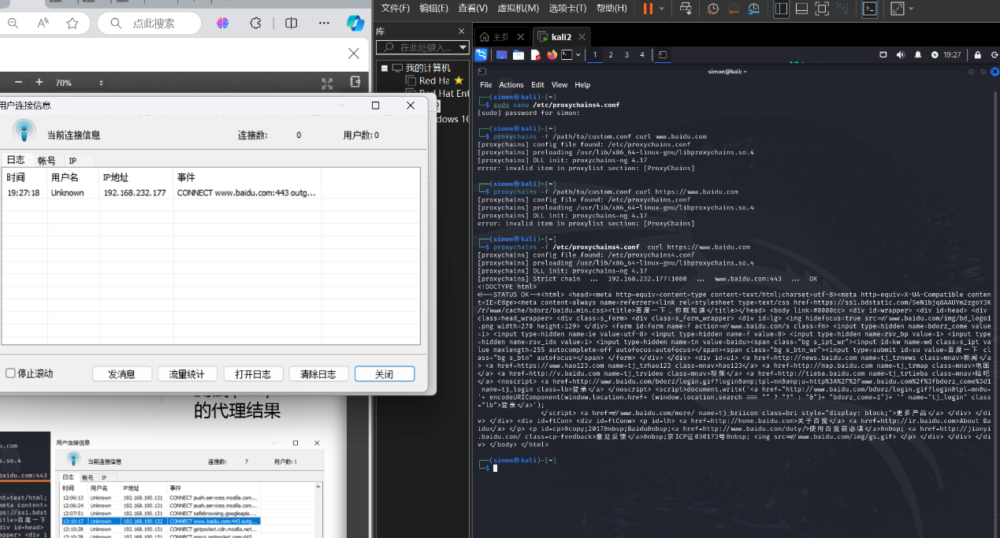 点此搜索
70%
用户连接信息
当前连接信息
连接数: 0
用户数: 0
日志 帐号 IP
时间 用户名 IP地址 事件
19:27:18 Unknown 192.168.232.177 CONNECT www.baidu.com:443 outg...
停止滚动
发消息 流量统计 打开日志 清除日志 关闭
的代理结果
用户连接信息
当前连接信息
连接数: 7
用户数: 1
日志 帐号 IP
时间 用户名 IP地址 事件
12:06:13 Unknown 192.168.190.131 CONNECT push.services.mozilla.com...
12:06:24 Unknown 192.168.190.131 CONNECT push.services.mozilla.com...
12:07:51 Unknown 192.168.190.131 CONNECT safebrowsing.googleapis....
12:10:17 Unknown 192.168.190.132 CONNECT www.baidu.com:443 outg...
12:10:28 Unknown 192.168.190.131 CONNECT getpocket.cdn.mozilla.net...
12:10:28 Unknown 192.168.190.131 CONNECT spocs.getpocket.com:443
文件(F) 编辑(E) 查看(V) 虚拟机(M) 选项卡(T) 帮助(H)
库
在此处键入...
我的计算机
Red Ha
Red Hat Ent
dows 10
主页
kali2
1 2 3 4
19:27
simon@kali: ~
File Actions Edit View Help
(simon㉿kali)-[~]
$ sudo nano /etc/proxychains4.conf
[sudo] password for simon:
(simon㉿kali)-[~]
$ proxychains -f /path/to/custom.conf curl www.baidu.com
[proxychains] config file found: /etc/proxychains.conf
[proxychains] preloading /usr/lib/x86_64-linux-gnu/libproxychains.so.4
[proxychains] DLL init: proxychains-ng 4.17
error: invalid item in proxylist section: [ProxyChains]
(simon㉿kali)-[~]
$ proxychains -f /path/to/custom.conf curl https://www.baidu.com
[proxychains] config file found: /etc/proxychains.conf
[proxychains] preloading /usr/lib/x86_64-linux-gnu/libproxychains.so.4
[proxychains] DLL init: proxychains-ng 4.17
error: invalid item in proxylist section: [ProxyChains]
(simon㉿kali)-[~]
$ proxychains -f /etc/proxychains4.conf curl https://www.baidu.com
[proxychains] config file found: /etc/proxychains4.conf
[proxychains] preloading /usr/lib/x86_64-linux-gnu/libproxychains.so.4
[proxychains] DLL init: proxychains-ng 4.17
[proxychains] Strict chain ... 192.168.232.177:1080 ... www.baidu.com:443 ... OK
<!DOCTYPE html>
<!--STATUS OK--><html> <head><meta http-equiv=content-type content=text/html;charset=utf-8><meta http-equiv=X-UA-Compatible conten
t=IE=Edge><meta content=always name=referrer><link rel=stylesheet type=text/css href=https://ss1.bdstatic.com/5eN1bjq8AAUYm2zgoY3K
/r/www/cache/bdorz/baidu.min.css><title>百度一下，你就知道</title></head> <body link=#0000cc> <div id=wrapper> <div id=head> <div
class=head_wrapper> <div class=s_form> <div class=s_form_wrapper> <div id=lg> <img hidefocus=true src=//www.baidu.com/img/bd_logo1
.png width=270 height=129> </div> <form id=form name=f action=//www.baidu.com/s class=fm> <input type=hidden name=bdorz_come value
=1> <input type=hidden name=ie value=utf-8> <input type=hidden name=f value=8> <input type=hidden name=rsv_bp value=1> <input type
=hidden name=rsv_idx value=1> <input type=hidden name=tn value=baidu><span class="bg s_ipt_wr"><input id=kw name=wd class=s_ipt va
lue maxlength=255 autocomplete=off autofocus=autofocus></span><span class="bg s_btn_wr"><input type=submit id=su value=百度一下 cl
ass="bg s_btn" autofocus></span> </form> </div> </div> <div id=u1> <a href=http://news.baidu.com name=tj_trnews class=mnav>新闻</a
> <a href=https://www.hao123.com name=tj_trhao123 class=mnav>hao123</a> <a href=http://map.baidu.com name=tj_trmap class=mnav>地图
</a> <a href=http://v.baidu.com name=tj_trvideo class=mnav>视频</a> <a href=http://tieba.baidu.com name=tj_trtieba class=mnav>贴吧
</a> <noscript> <a href=http://www.baidu.com/bdorz/login.gif?login&amp;tpl=mn&amp;u=http%3A%2F%2Fwww.baidu.com%2f%3fbdorz_come%3d1
name=tj_login class=lb>登录</a> </noscript> <script>document.write('<a href="http://www.baidu.com/bdorz/login.gif?login&tpl=mn&u=
'+ encodeURIComponent(window.location.href+ (window.location.search === "" ? "?" : "&")+ "bdorz_come=1")+ '" name="tj_login" class
="lb">登录</a>');
</script> <a href=//www.baidu.com/more/ name=tj_briicon class=bri style="display: block;">更多产品</a> </div> </di
v> </div> <div id=ftCon> <div id=ftConw> <p id=lh> <a href=http://home.baidu.com>关于百度</a> <a href=http://ir.baidu.com>About Bai
du</a> </p> <p id=cp>&copy;2017&nbsp;Baidu&nbsp;<a href=http://www.baidu.com/duty/>使用百度前必读</a>&nbsp; <a href=http://jianyi.
baidu.com/ class=cp-feedback>意见反馈</a>&nbsp;京ICP证030173号&nbsp; <img src=//www.baidu.com/img/gs.gif> </p> </div> </div> </di
v> </body> </html>
(simon㉿kali)-[~]
$